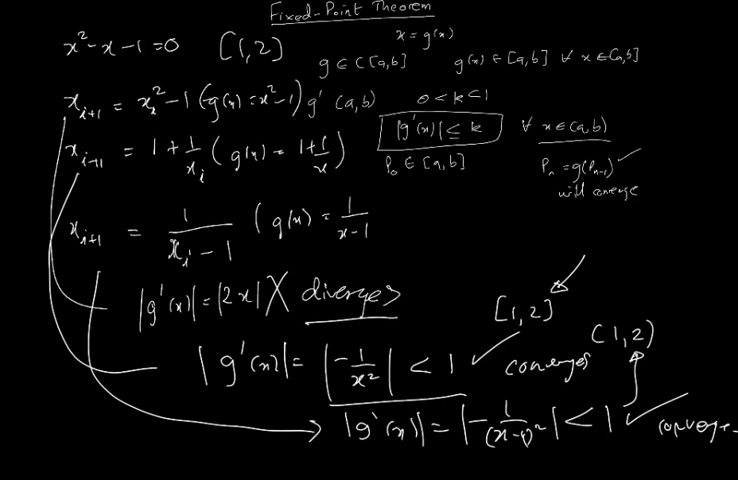 Fixed-Point Theorem
x² - x - 1 = 0 [1,2] x = g(x)
g ∈ C[a,b] g(x) ∈ [a,b] ∀ x ∈ [a,b]
x_{i+1} = x_i² - 1 (g(x) = x² - 1) g' (a,b) 0 < k < 1
|g'(x)| ≤ k ∀ x ∈ (a,b)
x_{i+1} = 1 + 1/x_i (g(x) = 1 + 1/x) P_0 ∈ [a,b] P_n = g(P_{n-1}) ✓
will converge
x_{i+1} = 1/(x_i - 1) (g(x) = 1/(x-1)
|g'(x)| = |2x| X diverges
[1,2]
(1,2)
|g'(x)| = |-1/x²| < 1 ✓ converges
|g'(x)| = |-1/(x-1)²| < 1 ✓ converge